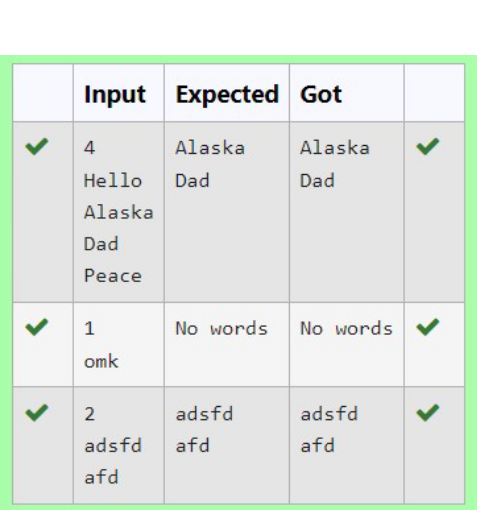 Input Expected Got
4 Alaska Alaska
Hello Dad Dad
Alaska
Dad
Peace
1 No words No words
omk
2 adsfd adsfd
adsfd afd afd
afd